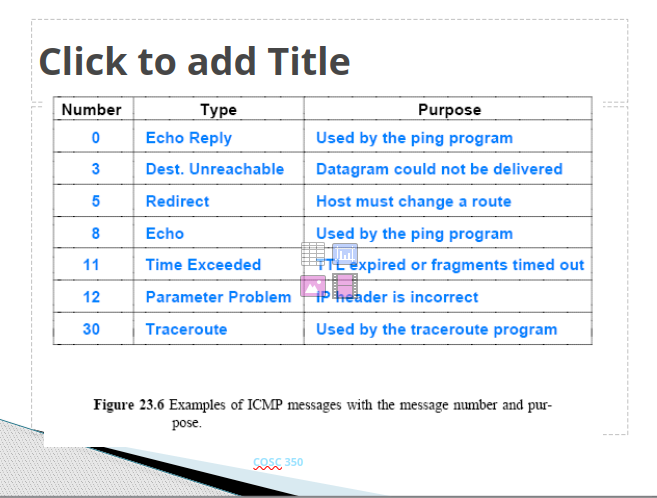 Click to add Title
Number Type Purpose
0 Echo Reply Used by the ping program
3 Dest. Unreachable Datagram could not be delivered
5 Redirect Host must change a route
8 Echo Used by the ping program
11 Time Exceeded TTL expired or fragments timed out
12 Parameter Problem IP header is incorrect
30 Traceroute Used by the traceroute program
Figure 23.6 Examples of ICMP messages with the message number and pur-
pose.
COSC 350